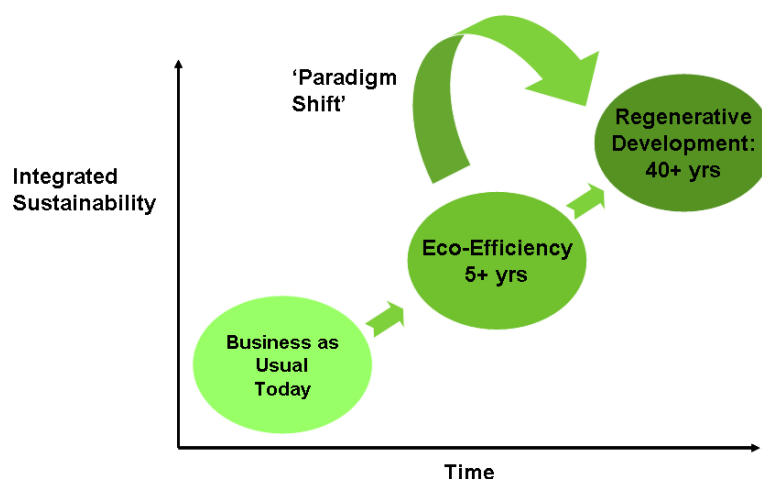 ‘Paradigm
Shift’
Regenerative
Development:
40+ yrs
Integrated
Sustainability
Eco-Efficiency
5+ yrs
Business as
Usual
Today
Time